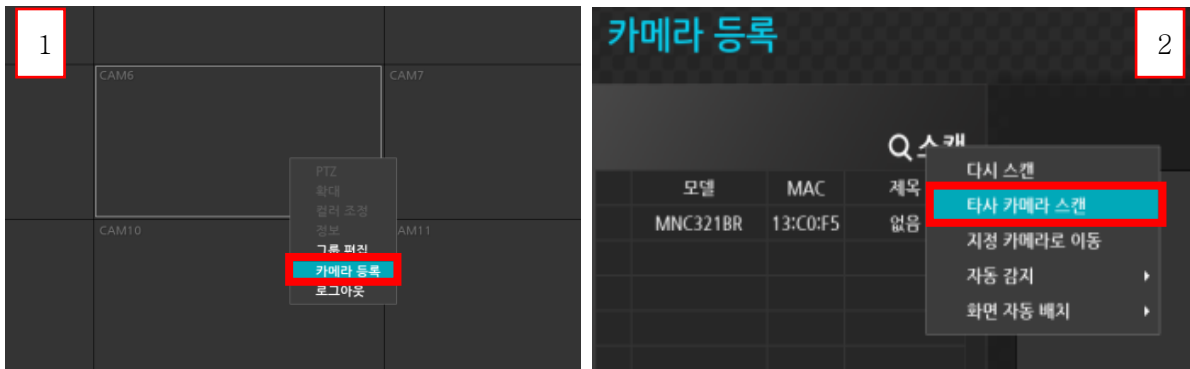 1
CAM6
CAM7
PTZ
확대
컬러 조정
정보
그룹 편집
카메라 등록
로그아웃
CAM10
AM11
2
카메라 등록
스캔
모델 MAC 제목
MNC321BR 13:C0:F5 없음
다시 스캔
타사 카메라 스캔
지정 카메라로 이동
자동 감지
화면 자동 배치